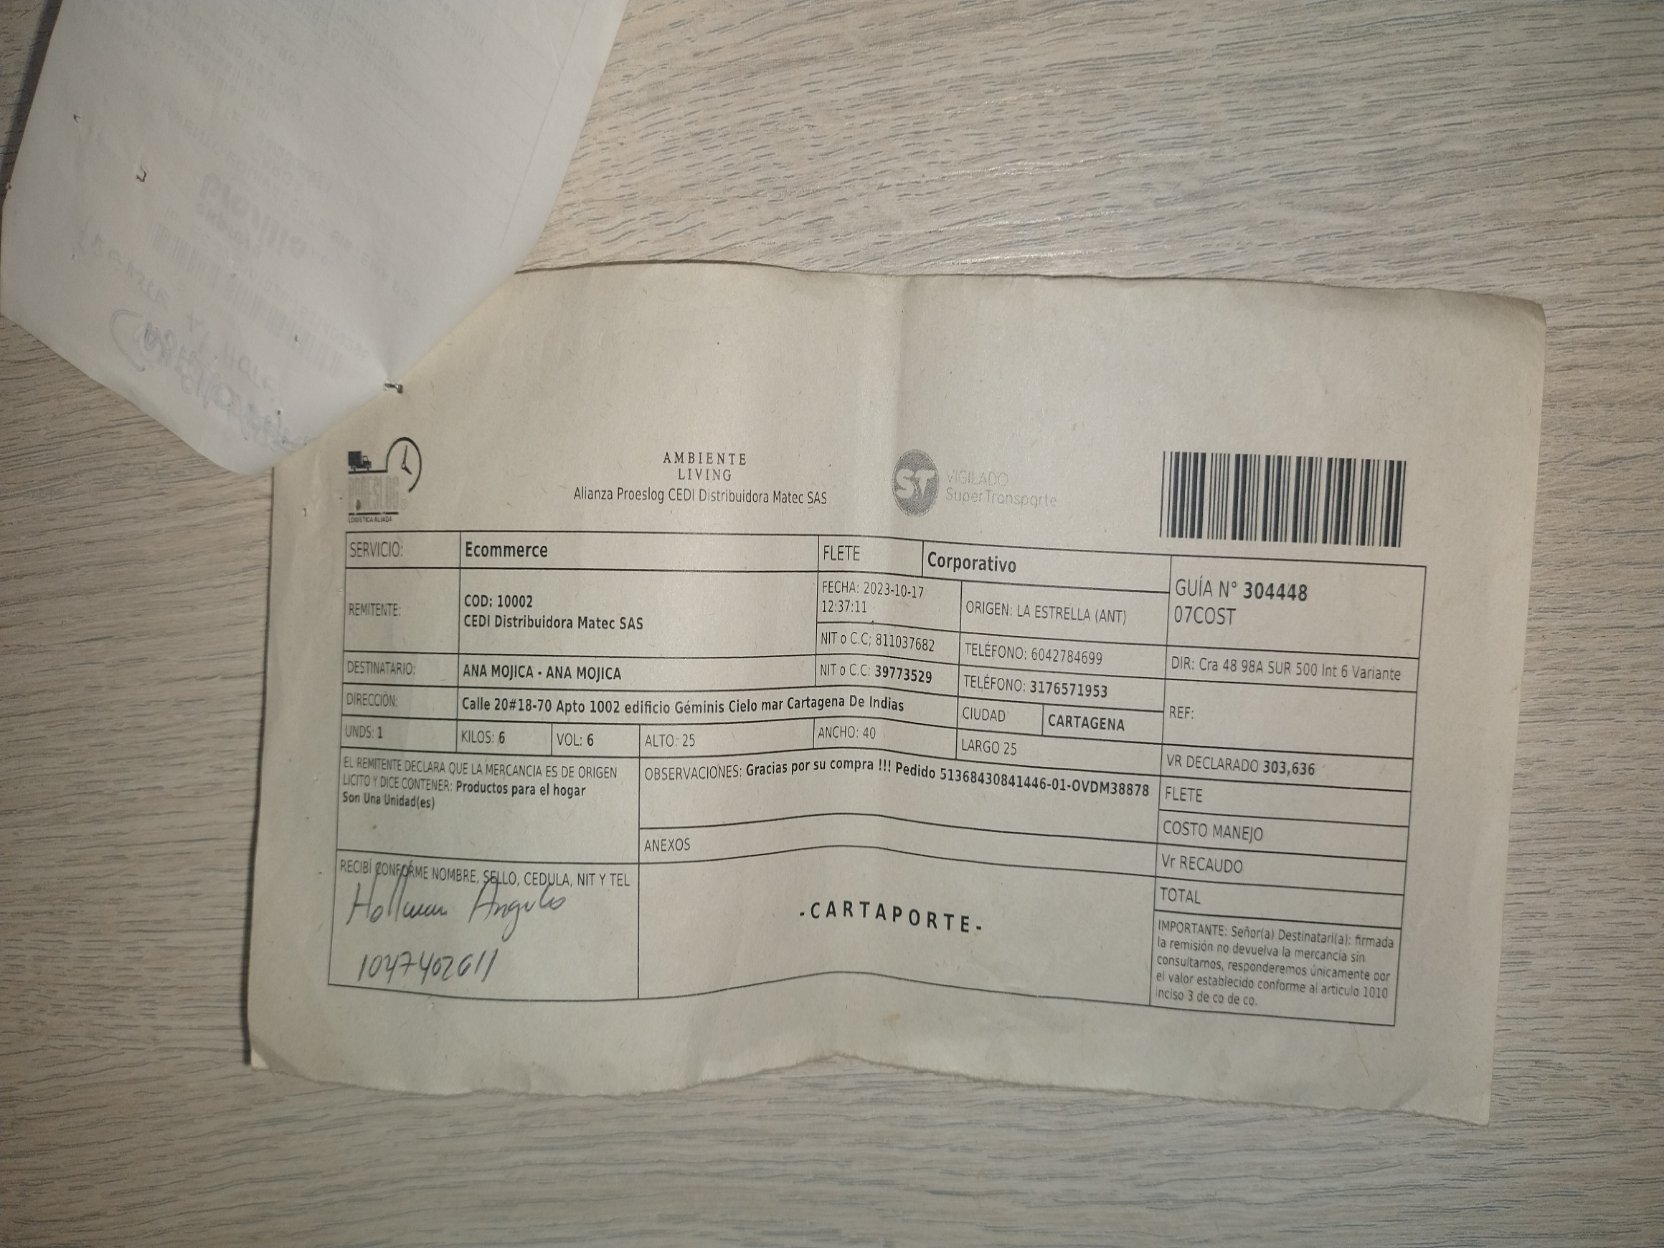 PROESLOG
LOGÍSTICA ALIADA
AMBIENTE
LIVING
Alianza Proeslog CEDI Distribuidora Matec SAS
ST
VIGILADO
SuperTransporte
SERVICIO:
Ecommerce
FLETE
Corporativo
GUÍA N° 304448
07COST
REMITENTE:
COD: 10002
CEDI Distribuidora Matec SAS
FECHA: 2023-10-17
12:37:11
ORIGEN: LA ESTRELLA (ANT)
NIT o C.C; 811037682
TELÉFONO: 6042784699
DIR: Cra 48 98A SUR 500 Int 6 Variante
DESTINATARIO:
ANA MOJICA - ANA MOJICA
NIT o C.C: 39773529
TELÉFONO: 3176571953
DIRECCIÓN:
Calle 20#18-70 Apto 1002 edificio Géminis Cielo mar Cartagena De Indias
CIUDAD
CARTAGENA
REF:
UNDS: 1
KILOS: 6
VOL: 6
ALTO: 25
ANCHO: 40
LARGO 25
VR DECLARADO 303,636
EL REMITENTE DECLARA QUE LA MERCANCIA ES DE ORIGEN
LICITO Y DICE CONTENER: Productos para el hogar
Son Una Unidad(es)
OBSERVACIONES: Gracias por su compra !!! Pedido 51368430841446-01-OVDM38878
FLETE
COSTO MANEJO
ANEXOS
Vr RECAUDO
TOTAL
RECIBÍ CONFORME NOMBRE, SELLO, CEDULA, NIT Y TEL
Hollman Angulo
1047402611
-CARTAPORTE-
IMPORTANTE: Señor(a) Destinatari(a): firmada
la remisión no devuelva la mercancia sin
consultarnos, responderemos únicamente por
el valor establecido conforme al articulo 1010
inciso 3 de co de co.